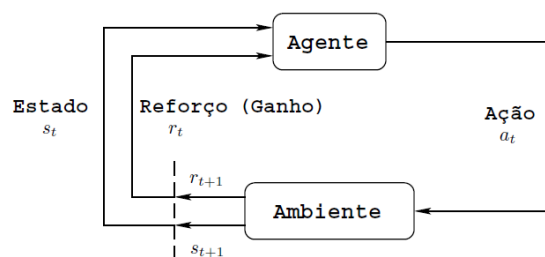 Agente
Estado
s_t
Reforço (Ganho)
r_t
Ação
a_t
r_{t+1}
Ambiente
s_{t+1}